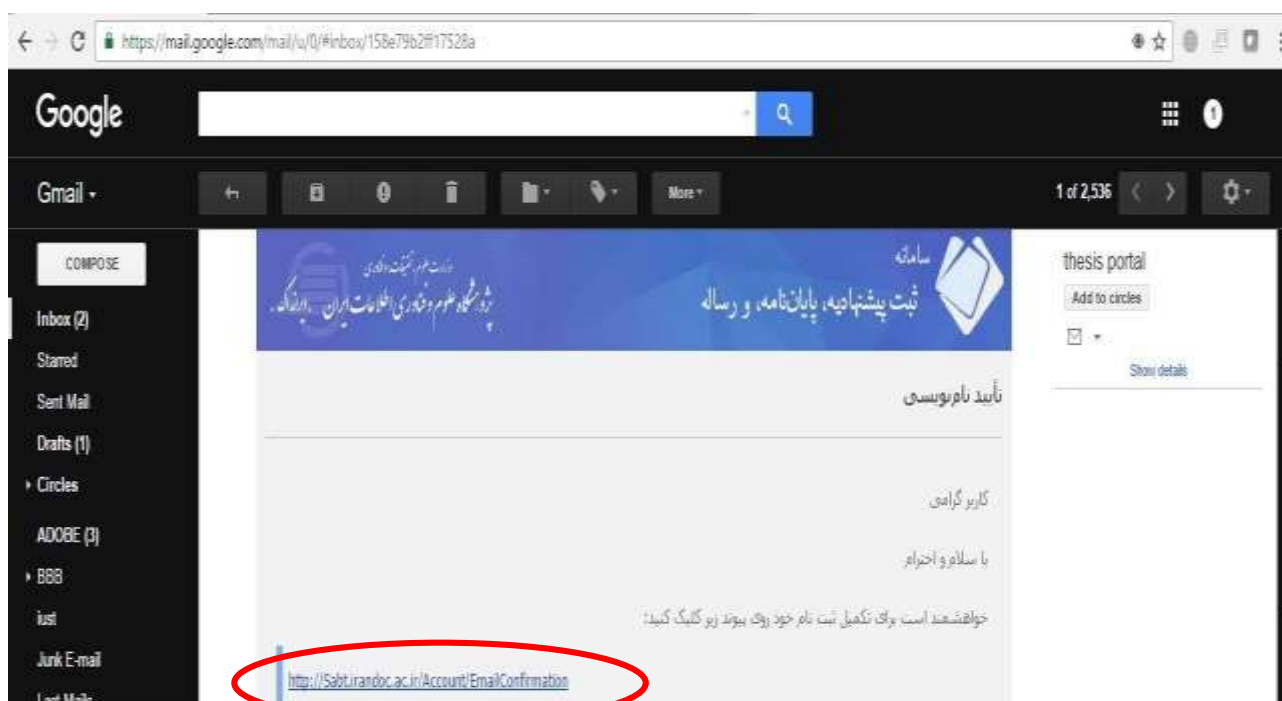 https://mail.google.com/mail/u/0/#inbox/158e79b2ff17528a
Google
1
Gmail
More
1 of 2,536
COMPOSE
Inbox (2)
Starred
Sent Mail
Drafts (1)
Circles
ADOBE (3)
BBB
iust
Junk E-mail
سامانه
ثبت پیشنهادیه، پایان‌نامه، و رساله
وزارت علوم، تحقیقات و فناوری
پژوهشگاه علوم و فناوری اطلاعات ایران
تأیید نام‌نویسی
کاربر گرامی
با سلام و احترام
خواهشمند است برای تکمیل ثبت نام خود روی پیوند زیر کلیک کنید:
http://Sabt.irandoc.ac.ir/Account/EmailConfirmation
thesis portal
Add to circles
Show details